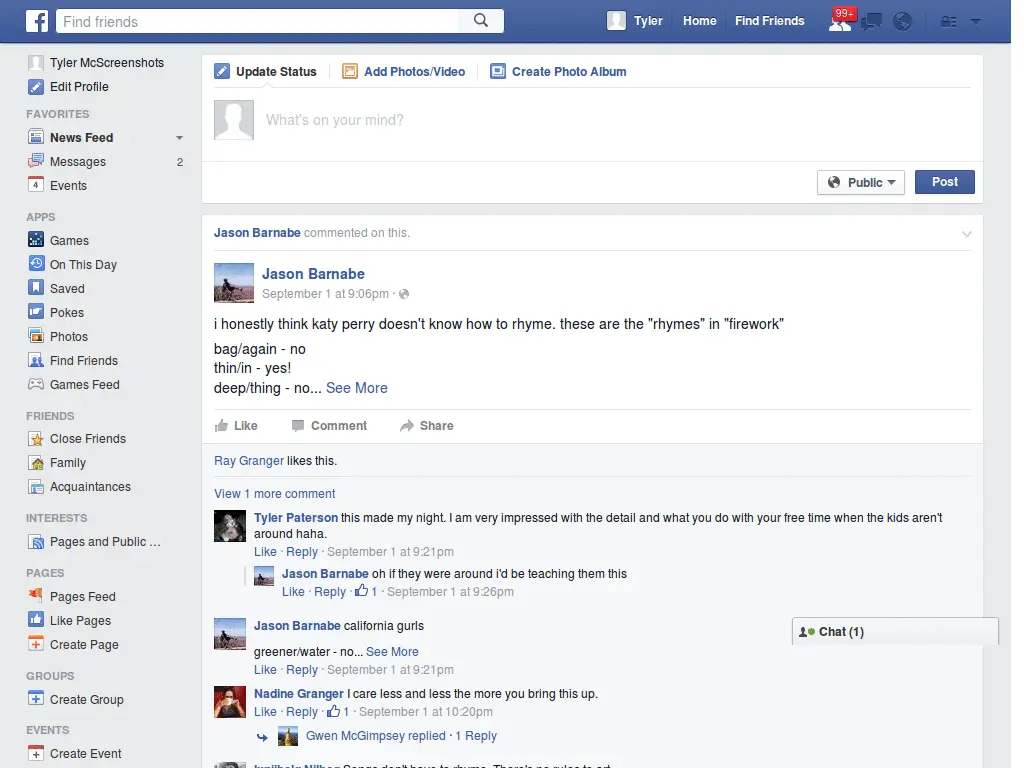 f Find friends Tyler Home Find Friends 99+
Tyler McScreenshots
Edit Profile
FAVORITES
News Feed
Messages 2
4 Events
APPS
Games
On This Day
Saved
Pokes
Photos
Find Friends
Games Feed
FRIENDS
Close Friends
Family
Acquaintances
INTERESTS
Pages and Public ...
PAGES
Pages Feed
Like Pages
Create Page
GROUPS
Create Group
EVENTS
Create Event
Update Status Add Photos/Video Create Photo Album
What's on your mind?
Public Post
Jason Barnabe commented on this.
Jason Barnabe
September 1 at 9:06pm ·
i honestly think katy perry doesn't know how to rhyme. these are the "rhymes" in "firework"
bag/again - no
thin/in - yes!
deep/thing - no... See More
Like Comment Share
Ray Granger likes this.
View 1 more comment
Tyler Paterson this made my night. I am very impressed with the detail and what you do with your free time when the kids aren't
around haha.
Like · Reply · September 1 at 9:21pm
Jason Barnabe oh if they were around i'd be teaching them this
Like · Reply · 1 · September 1 at 9:26pm
Jason Barnabe california gurls
greener/water - no... See More
Like · Reply · September 1 at 9:21pm
Nadine Granger I care less and less the more you bring this up.
Like · Reply · 1 · September 1 at 10:20pm
Gwen McGimpsey replied · 1 Reply
Songs don't have to rhyme. There's no rules to art.
Chat (1)